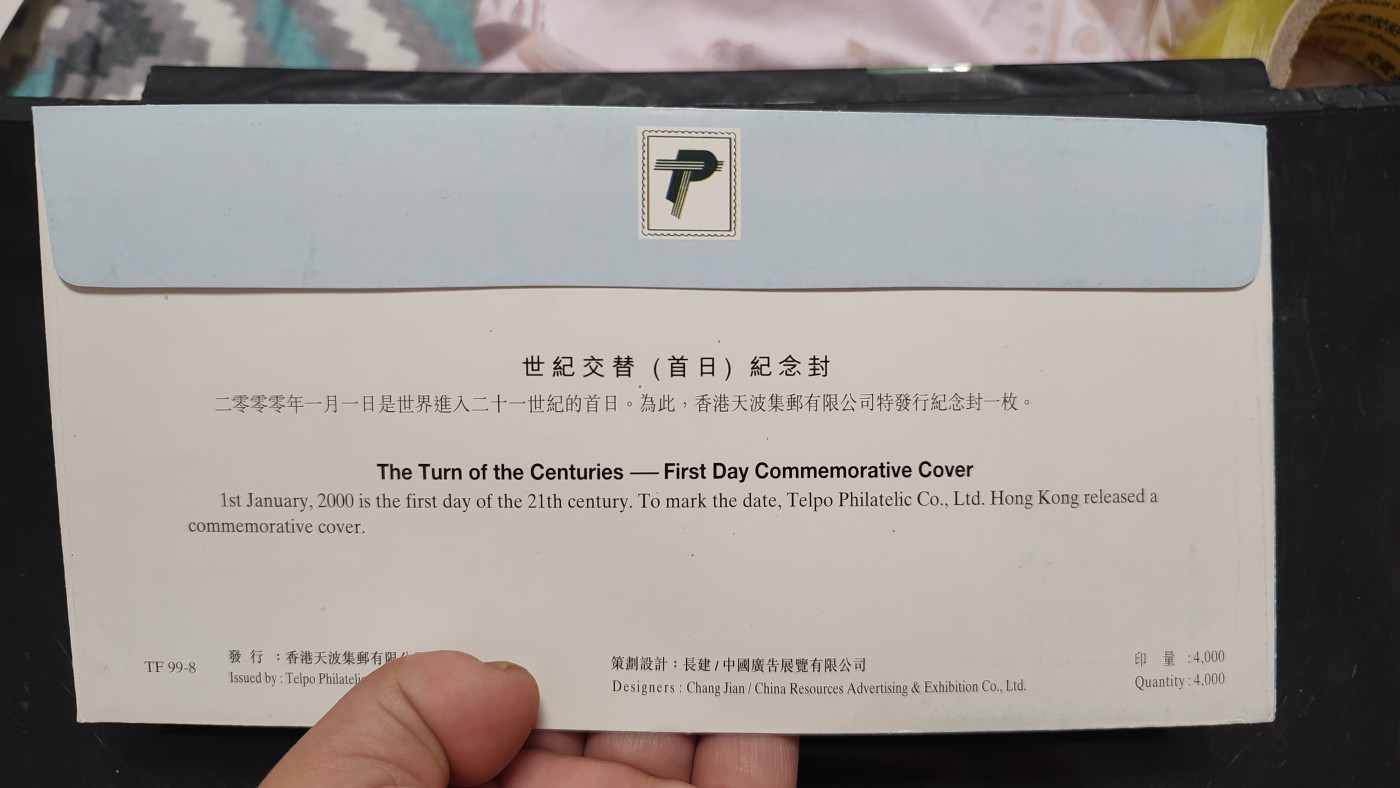 世紀交替(首日)紀念封
二零零零年一月一日是世界進入二十一世紀的首日。為此，香港天波集郵有限公司特發行紀念封一枚。
The Turn of the Centuries — First Day Commemorative Cover
1st January, 2000 is the first day of the 21th century. To mark the date, Telpo Philatelic Co., Ltd. Hong Kong released a
commemorative cover.
TF 99-8
發 行 ：香港天波集郵有限
Issued by : Telpo Philatelic
策劃設計：長建 / 中國廣告展覽有限公司
Designers : Chang Jian / China Resources Advertising & Exhibition Co., Ltd.
印 量 : 4,000
Quantity : 4,000